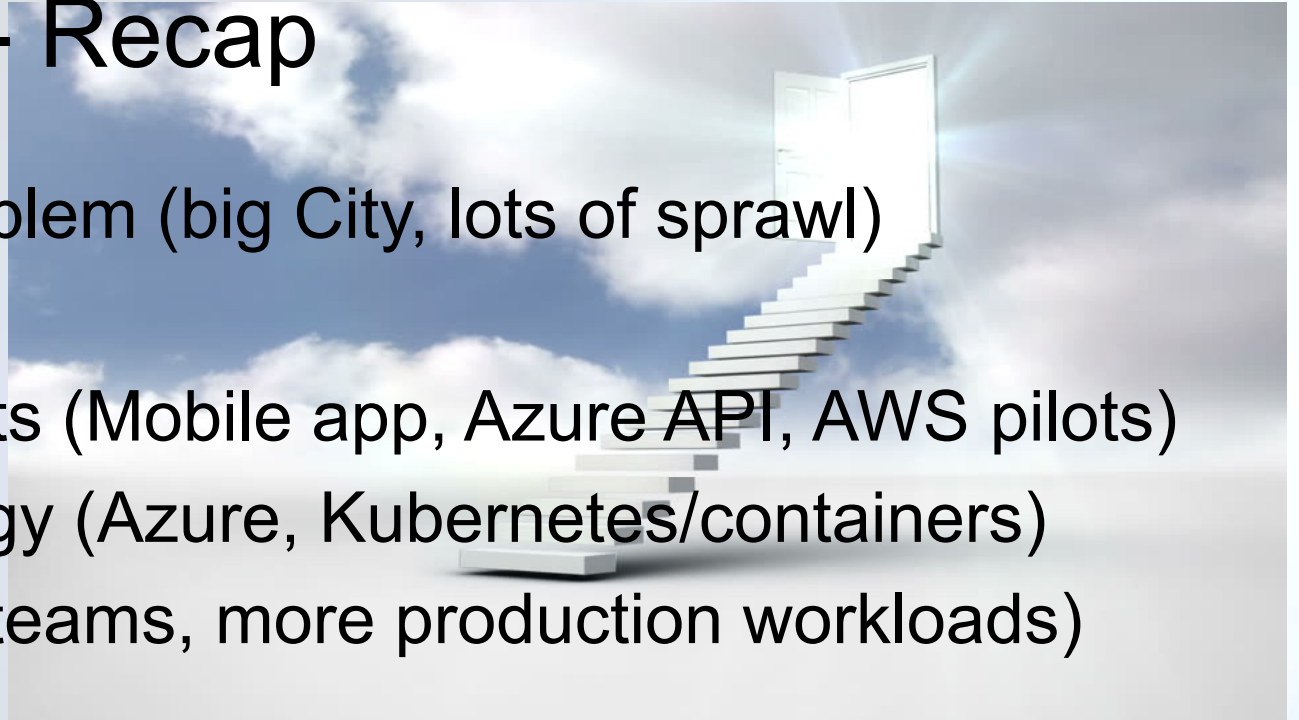 - Recap
blem (big City, lots of sprawl)
ts (Mobile app, Azure API, AWS pilots)
gy (Azure, Kubernetes/containers)
teams, more production workloads)